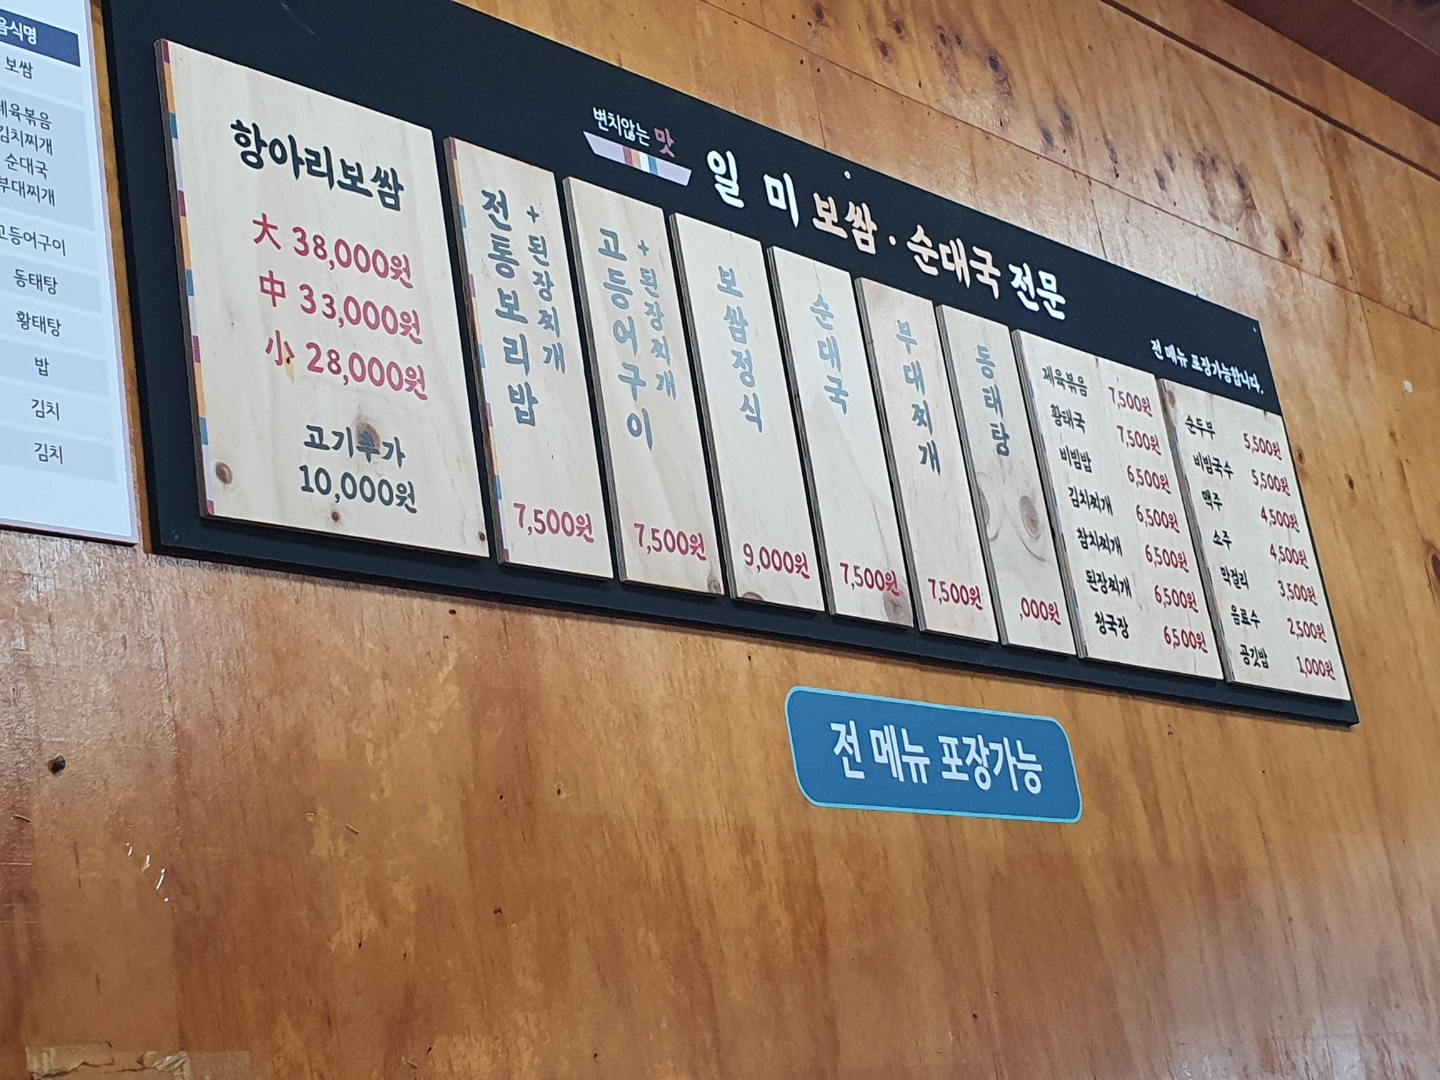 음식명
보쌈
제육볶음
김치찌개
순대국
부대찌개
고등어구이
동태탕
황태탕
밥
김치
김치
변치않는 맛
일미 보쌈·순대국 전문
전 메뉴 포장가능합니다.
항아리보쌈
大 38,000원
中 33,000원
小 28,000원
고기추가
10,000원
전통보리밥
+된장찌개
7,500원
고등어구이
+된장찌개
7,500원
보쌈정식
9,000원
순대국
7,500원
부대찌개
7,500원
동태탕
,000원
제육볶음 7,500원
황태국 7,500원
비빔밥 6,500원
김치찌개 6,500원
참치찌개 6,500원
된장찌개 6,500원
청국장 6,500원
순두부 5,500원
비빔국수 5,500원
맥주 4,500원
소주 4,500원
막걸리 3,500원
음료수 2,500원
공깃밥 1,000원
전 메뉴 포장가능